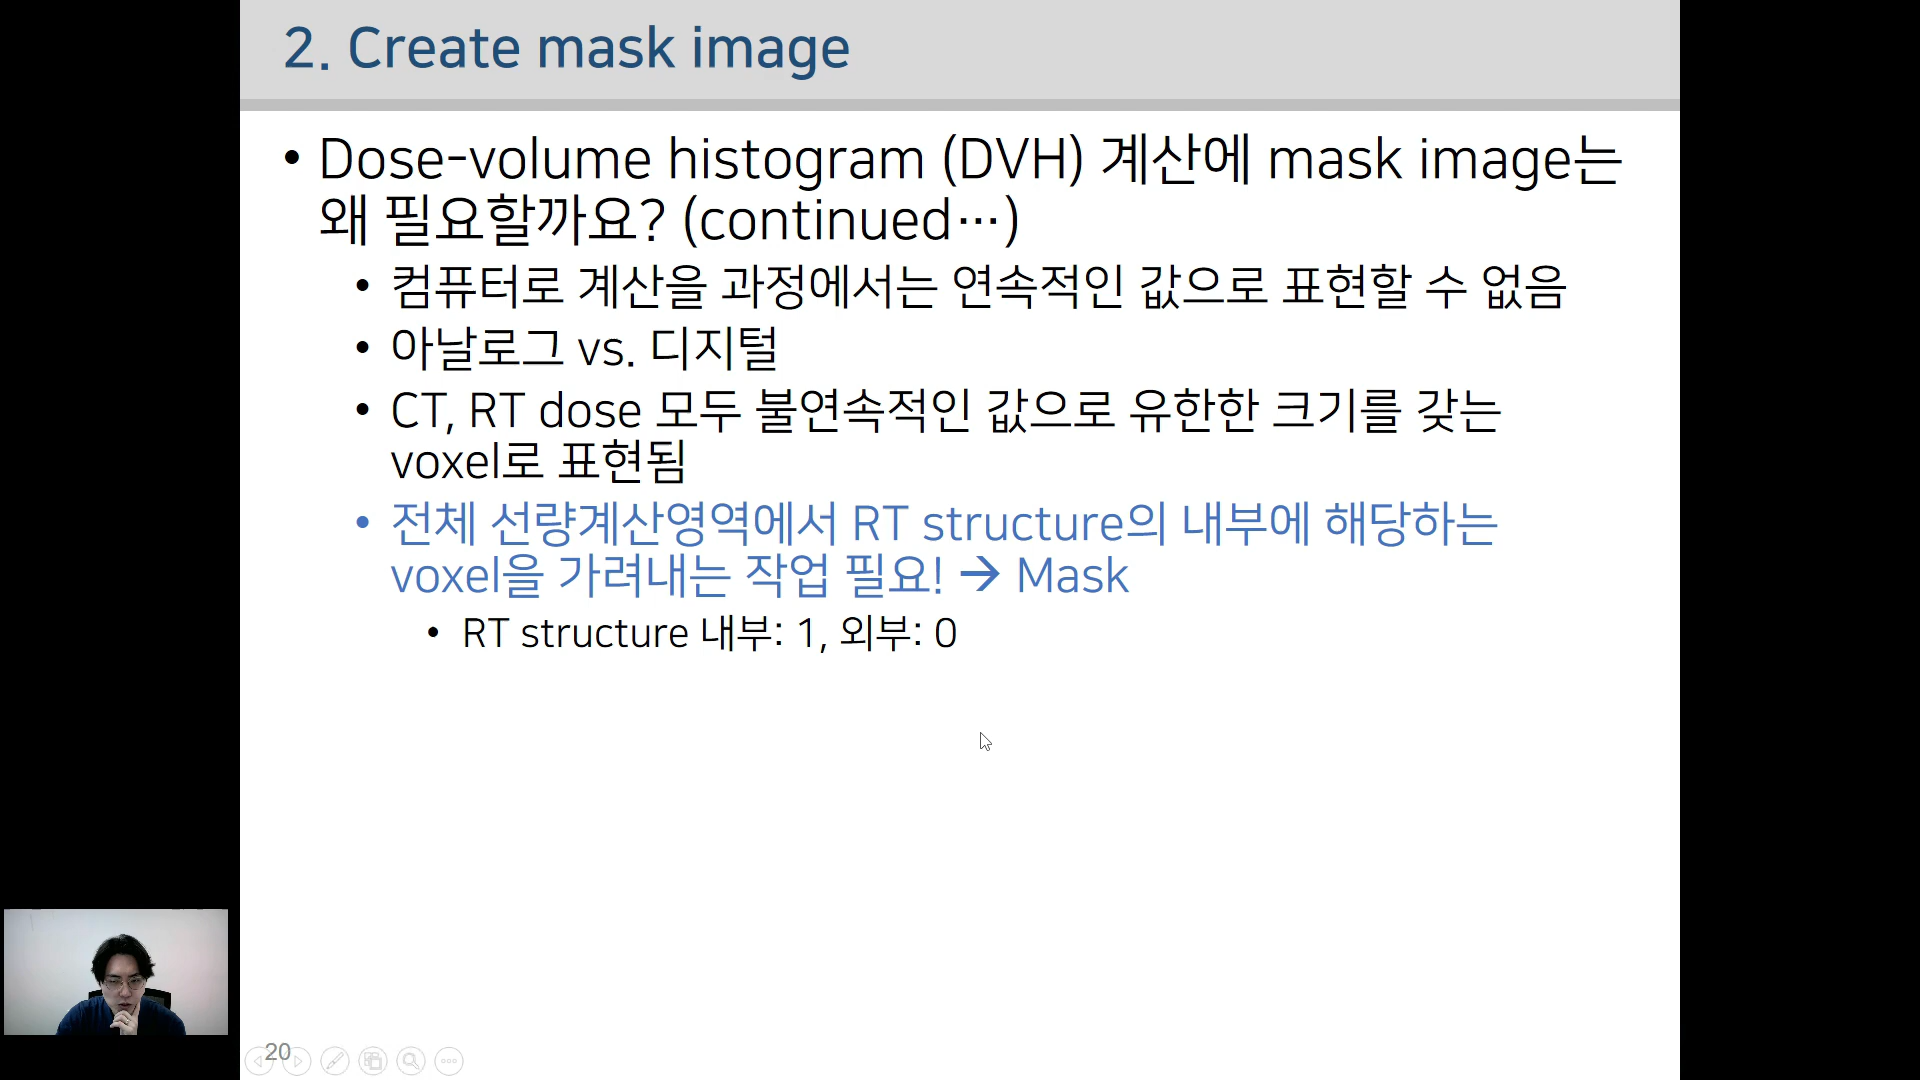 2. Create mask image
• Dose-volume histogram (DVH) 계산에 mask image는
왜 필요할까요? (continued…)
• 컴퓨터로 계산을 과정에서는 연속적인 값으로 표현할 수 없음
• 아날로그 vs. 디지털
• CT, RT dose 모두 불연속적인 값으로 유한한 크기를 갖는
voxel로 표현됨
• 전체 선량계산영역에서 RT structure의 내부에 해당하는
voxel을 가려내는 작업 필요! → Mask
• RT structure 내부: 1, 외부: 0
20